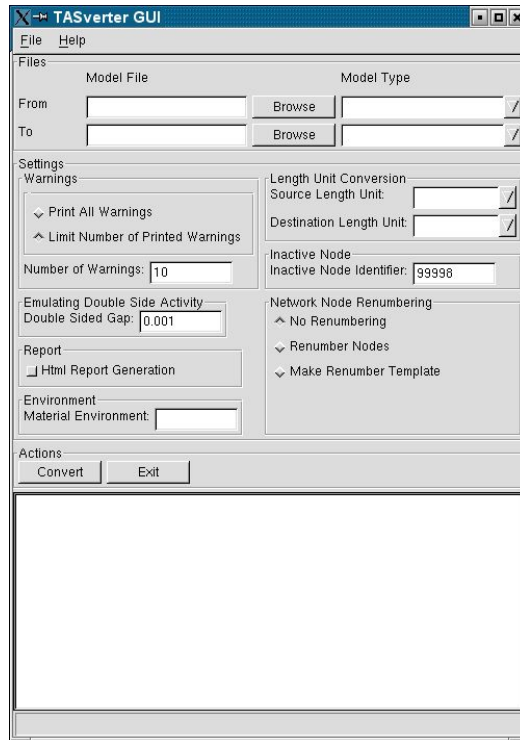 TASverter GUI
File Help
Files
Model File Model Type
From Browse
To Browse
Settings
Warnings
Print All Warnings
Limit Number of Printed Warnings
Number of Warnings: 10
Length Unit Conversion
Source Length Unit:
Destination Length Unit:
Inactive Node
Inactive Node Identifier: 99998
Emulating Double Side Activity
Double Sided Gap: 0.001
Network Node Renumbering
No Renumbering
Renumber Nodes
Make Renumber Template
Report
Html Report Generation
Environment
Material Environment:
Actions
Convert Exit